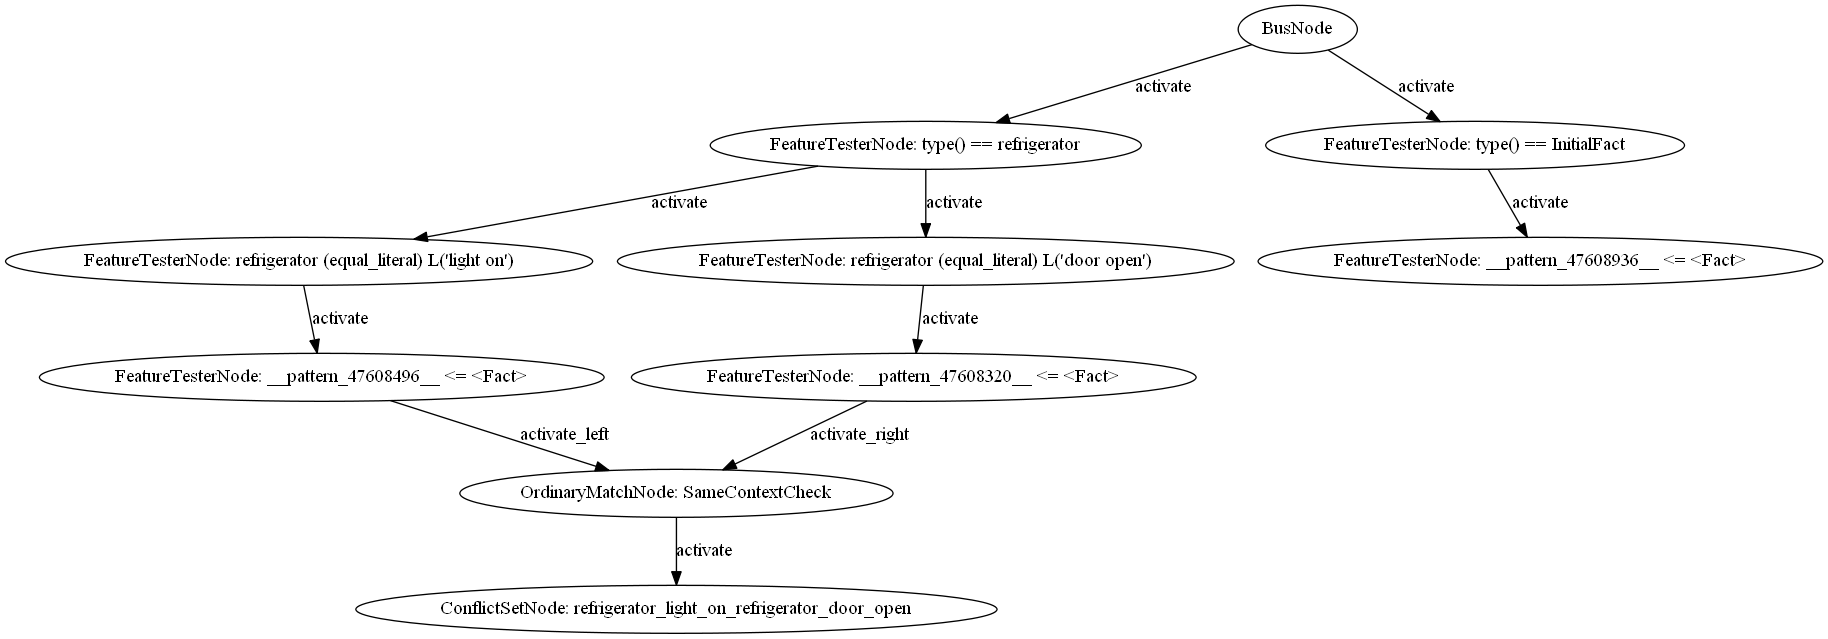 BusNode
activate
activate
FeatureTesterNode: type() == refrigerator
FeatureTesterNode: type() == InitialFact
activate
activate
activate
FeatureTesterNode: refrigerator (equal_literal) L('light on')
FeatureTesterNode: refrigerator (equal_literal) L('door open')
FeatureTesterNode: __pattern_47608936__ <= <Fact>
activate
activate
FeatureTesterNode: __pattern_47608496__ <= <Fact>
FeatureTesterNode: __pattern_47608320__ <= <Fact>
activate_left
activate_right
OrdinaryMatchNode: SameContextCheck
activate
ConflictSetNode: refrigerator_light_on_refrigerator_door_open